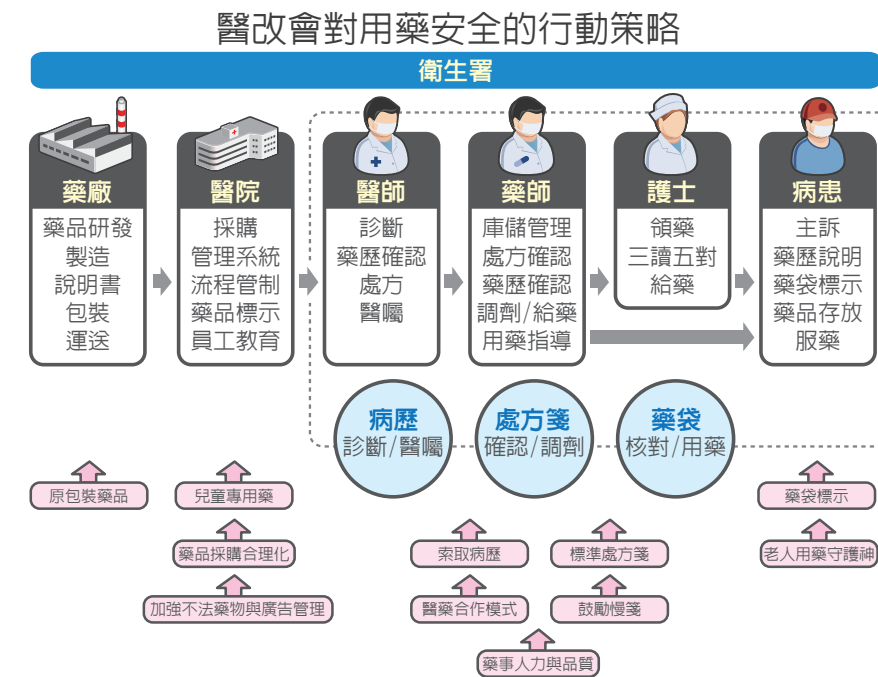 醫改會對用藥安全的行動策略
衛生署
藥廠
藥品研發
製造
說明書
包裝
運送
醫院
採購
管理系統
流程管制
藥品標示
員工教育
醫師
診斷
藥歷確認
處方
醫囑
藥師
庫儲管理
處方確認
藥歷確認
調劑/給藥
用藥指導
護士
領藥
三讀五對
給藥
病患
主訴
藥歷說明
藥袋標示
藥品存放
服藥
病歷
診斷/醫囑
處方箋
確認/調劑
藥袋
核對/用藥
原包裝藥品
兒童專用藥
藥品採購合理化
加強不法藥物與廣告管理
索取病歷
醫藥合作模式
標準處方箋
鼓勵慢箋
藥事人力與品質
藥袋標示
老人用藥守護神